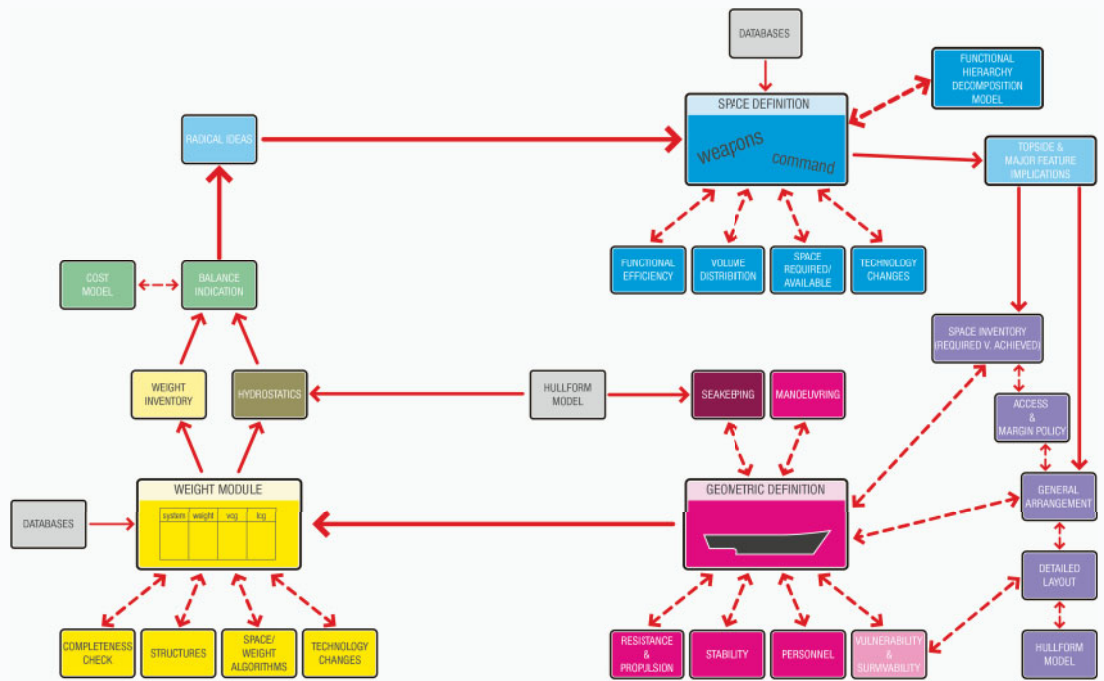 DATABASES
FUNCTIONAL
HIERARCHY
DECOMPOSITION
MODEL
SPACE DEFINITION
weapons
command
RADICAL IDEAS
TOPSIDE &
MAJOR FEATURE
IMPLICATIONS
FUNCTIONAL
EFFICIENCY
VOLUME
DISTRIBITION
SPACE
REQUIRED/
AVAILABLE
TECHNOLOGY
CHANGES
COST
MODEL
BALANCE
INDICATION
SPACE INVENTORY
(REQUIRED V. ACHIEVED)
WEIGHT
INVENTORY
HYDROSTATICS
HULLFORM
MODEL
SEAKEEPING
MANOEUVRING
ACCESS
&
MARGIN POLICY
WEIGHT MODULE
system weight vcg lcg
DATABASES
GEOMETRIC DEFINITION
GENERAL
ARRANGEMENT
DETAILED
LAYOUT
COMPLETENESS
CHECK
STRUCTURES
SPACE/
WEIGHT
ALGORITHMS
TECHNOLOGY
CHANGES
RESISTANCE
&
PROPULSION
STABILITY
PERSONNEL
VULNERABILITY
&
SURVIVABILITY
HULLFORM
MODEL